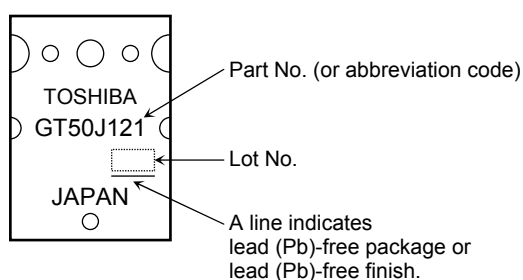 TOSHIBA
GT50J121
JAPAN
Part No. (or abbreviation code)
Lot No.
A line indicates
lead (Pb)-free package or
lead (Pb)-free finish.